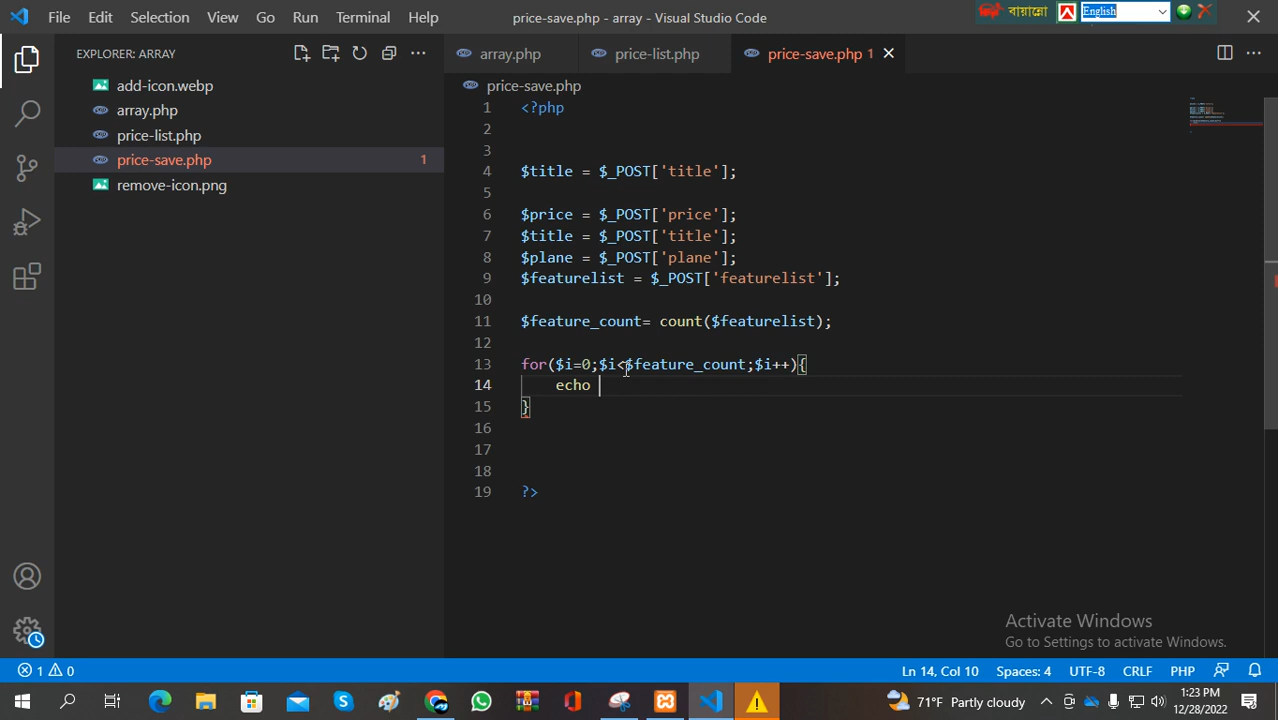 File Edit Selection View Go Run Terminal Help
price-save.php - array - Visual Studio Code
বায়ান্নো English
EXPLORER: ARRAY
add-icon.webp
array.php
price-list.php
price-save.php 1
remove-icon.png
array.php price-list.php price-save.php 1
price-save.php
1 <?php
2
3
4 $title = $_POST['title'];
5
6 $price = $_POST['price'];
7 $title = $_POST['title'];
8 $plane = $_POST['plane'];
9 $featurelist = $_POST['featurelist'];
10
11 $feature_count= count($featurelist);
12
13 for($i=0;$i<$feature_count;$i++){
14 echo
15 }
16
17
18
19 ?>
Activate Windows
Go to Settings to activate Windows.
1 0 Ln 14, Col 10 Spaces: 4 UTF-8 CRLF PHP
71°F Partly cloudy
1:23 PM
12/28/2022